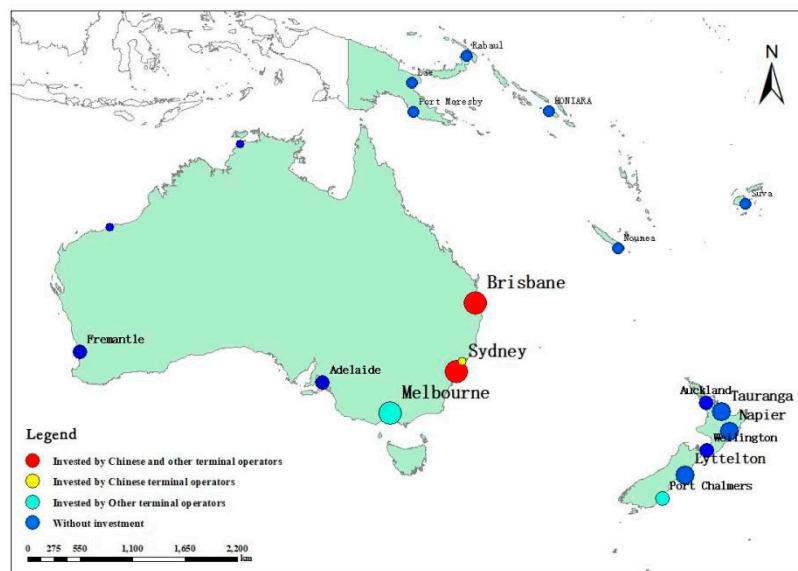 Rabaul
Lae
Port Moresby
HONIARA
N
Suva
Noumea
Brisbane
Fremantle
Sydney
Adelaide
Melbourne
Auckland
Tauranga
Napier
Wellington
Lyttelton
Port Chalmers
Legend
Invested by Chinese and other terminal operators
Invested by Chinese terminal operators
Invested by Other terminal operators
Without investment
0 275 550 1,100 1,650 2,200
km